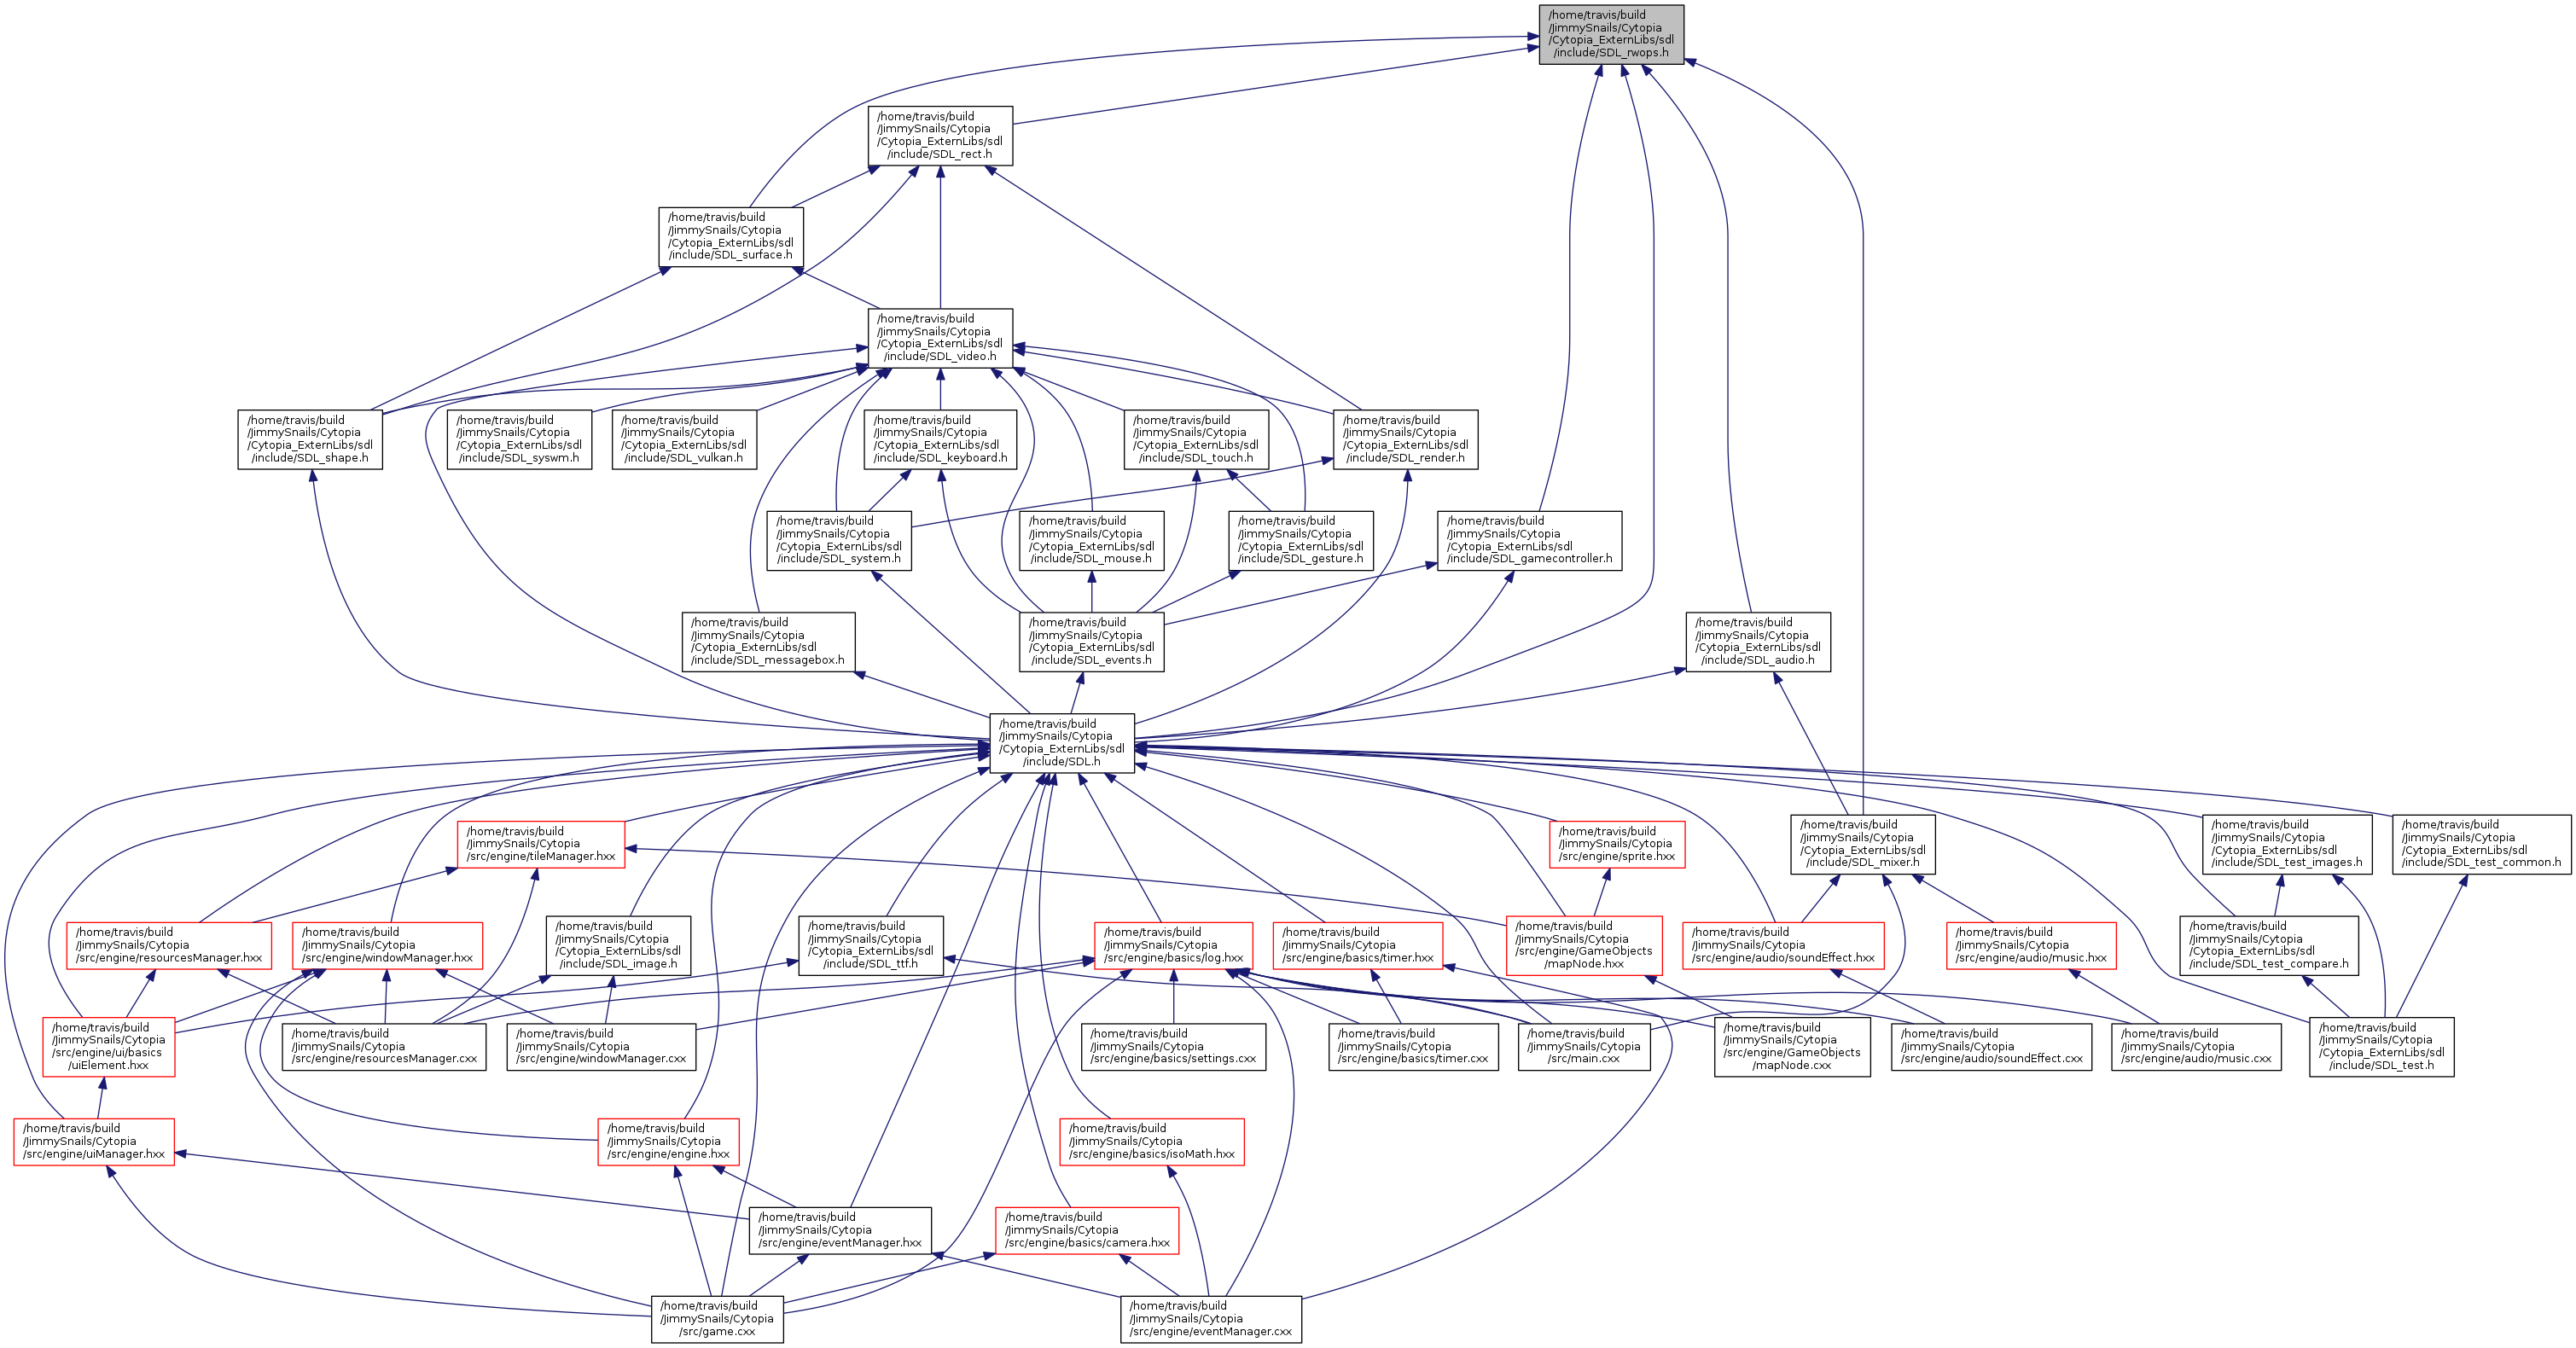 /home/travis/build
/JimmySnails/Cytopia
/Cytopia_ExternLibs/sdl
/include/SDL_rwops.h
/home/travis/build
/JimmySnails/Cytopia
/Cytopia_ExternLibs/sdl
/include/SDL_rect.h
/home/travis/build
/JimmySnails/Cytopia
/Cytopia_ExternLibs/sdl
/include/SDL_surface.h
/home/travis/build
/JimmySnails/Cytopia
/Cytopia_ExternLibs/sdl
/include/SDL_video.h
/home/travis/build
/JimmySnails/Cytopia
/Cytopia_ExternLibs/sdl
/include/SDL_shape.h
/home/travis/build
/JimmySnails/Cytopia
/Cytopia_ExternLibs/sdl
/include/SDL_syswm.h
/home/travis/build
/JimmySnails/Cytopia
/Cytopia_ExternLibs/sdl
/include/SDL_vulkan.h
/home/travis/build
/JimmySnails/Cytopia
/Cytopia_ExternLibs/sdl
/include/SDL_keyboard.h
/home/travis/build
/JimmySnails/Cytopia
/Cytopia_ExternLibs/sdl
/include/SDL_touch.h
/home/travis/build
/JimmySnails/Cytopia
/Cytopia_ExternLibs/sdl
/include/SDL_render.h
/home/travis/build
/JimmySnails/Cytopia
/Cytopia_ExternLibs/sdl
/include/SDL_system.h
/home/travis/build
/JimmySnails/Cytopia
/Cytopia_ExternLibs/sdl
/include/SDL_mouse.h
/home/travis/build
/JimmySnails/Cytopia
/Cytopia_ExternLibs/sdl
/include/SDL_gesture.h
/home/travis/build
/JimmySnails/Cytopia
/Cytopia_ExternLibs/sdl
/include/SDL_gamecontroller.h
/home/travis/build
/JimmySnails/Cytopia
/Cytopia_ExternLibs/sdl
/include/SDL_messagebox.h
/home/travis/build
/JimmySnails/Cytopia
/Cytopia_ExternLibs/sdl
/include/SDL_events.h
/home/travis/build
/JimmySnails/Cytopia
/Cytopia_ExternLibs/sdl
/include/SDL_audio.h
/home/travis/build
/JimmySnails/Cytopia
/Cytopia_ExternLibs/sdl
/include/SDL.h
/home/travis/build
/JimmySnails/Cytopia
/src/engine/tileManager.hxx
/home/travis/build
/JimmySnails/Cytopia
/src/engine/sprite.hxx
/home/travis/build
/JimmySnails/Cytopia
/Cytopia_ExternLibs/sdl
/include/SDL_mixer.h
/home/travis/build
/JimmySnails/Cytopia
/Cytopia_ExternLibs/sdl
/include/SDL_test_images.h
/home/travis/build
/JimmySnails/Cytopia
/Cytopia_ExternLibs/sdl
/include/SDL_test_common.h
/home/travis/build
/JimmySnails/Cytopia
/src/engine/resourcesManager.hxx
/home/travis/build
/JimmySnails/Cytopia
/src/engine/windowManager.hxx
/home/travis/build
/JimmySnails/Cytopia
/Cytopia_ExternLibs/sdl
/include/SDL_image.h
/home/travis/build
/JimmySnails/Cytopia
/Cytopia_ExternLibs/sdl
/include/SDL_ttf.h
/home/travis/build
/JimmySnails/Cytopia
/src/engine/basics/log.hxx
/home/travis/build
/JimmySnails/Cytopia
/src/engine/basics/timer.hxx
/home/travis/build
/JimmySnails/Cytopia
/src/engine/GameObjects
/mapNode.hxx
/home/travis/build
/JimmySnails/Cytopia
/src/engine/audio/soundEffect.hxx
/home/travis/build
/JimmySnails/Cytopia
/src/engine/audio/music.hxx
/home/travis/build
/JimmySnails/Cytopia
/Cytopia_ExternLibs/sdl
/include/SDL_test_compare.h
/home/travis/build
/JimmySnails/Cytopia
/src/engine/ui/basics
/uiElement.hxx
/home/travis/build
/JimmySnails/Cytopia
/src/engine/resourcesManager.cxx
/home/travis/build
/JimmySnails/Cytopia
/src/engine/windowManager.cxx
/home/travis/build
/JimmySnails/Cytopia
/src/engine/basics/settings.cxx
/home/travis/build
/JimmySnails/Cytopia
/src/engine/basics/timer.cxx
/home/travis/build
/JimmySnails/Cytopia
/src/main.cxx
/home/travis/build
/JimmySnails/Cytopia
/src/engine/GameObjects
/mapNode.cxx
/home/travis/build
/JimmySnails/Cytopia
/src/engine/audio/soundEffect.cxx
/home/travis/build
/JimmySnails/Cytopia
/src/engine/audio/music.cxx
/home/travis/build
/JimmySnails/Cytopia
/Cytopia_ExternLibs/sdl
/include/SDL_test.h
/home/travis/build
/JimmySnails/Cytopia
/src/engine/uiManager.hxx
/home/travis/build
/JimmySnails/Cytopia
/src/engine/engine.hxx
/home/travis/build
/JimmySnails/Cytopia
/src/engine/basics/isoMath.hxx
/home/travis/build
/JimmySnails/Cytopia
/src/engine/eventManager.hxx
/home/travis/build
/JimmySnails/Cytopia
/src/engine/basics/camera.hxx
/home/travis/build
/JimmySnails/Cytopia
/src/game.cxx
/home/travis/build
/JimmySnails/Cytopia
/src/engine/eventManager.cxx